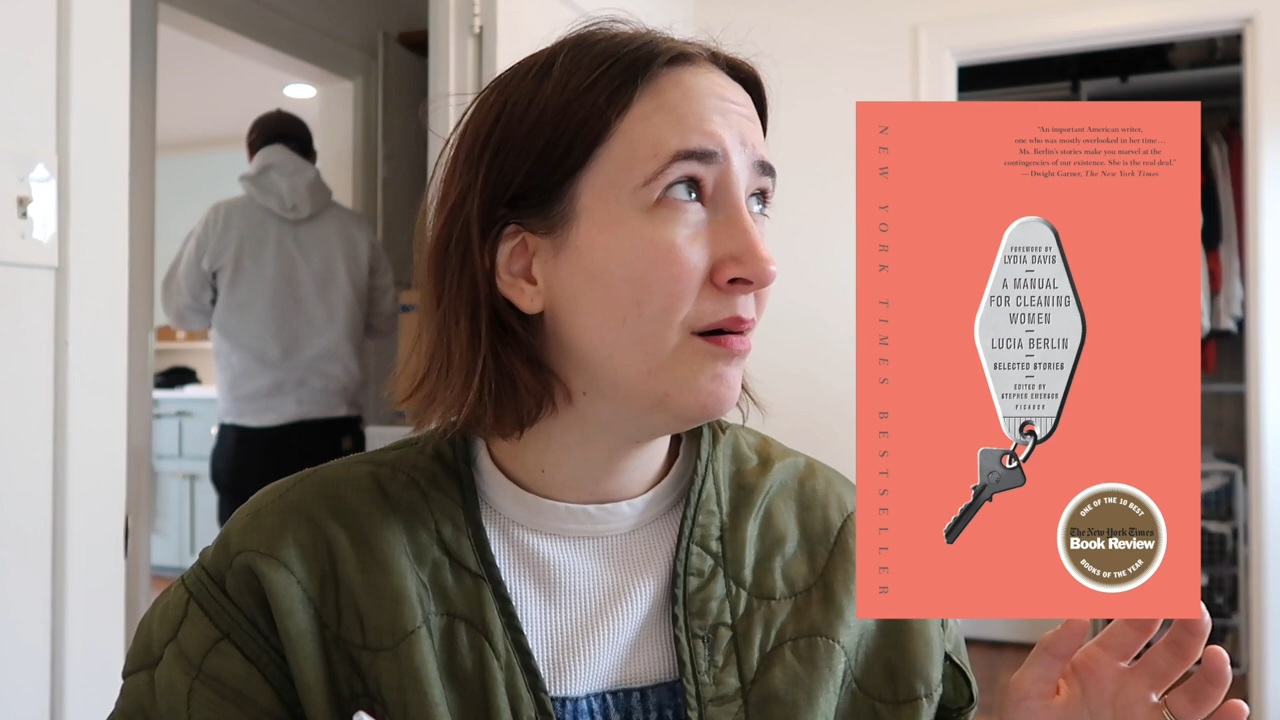 NEW YORK TIMES BESTSELLER
"An important American writer,
one who was mostly overlooked in her time...
Ms. Berlin's stories make you marvel at the
contingencies of our existence. She is the real deal."
—Dwight Garner, The New York Times
FOREWORD BY
LYDIA DAVIS
A MANUAL
FOR CLEANING
WOMEN
LUCIA BERLIN
SELECTED STORIES
EDITED BY
STEPHEN EMERSON
PICADOR
ONE OF THE 10 BEST
The New York Times
Book Review
BOOKS OF THE YEAR